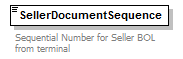 SellerDocumentSequence
Sequential Number for Seller BOL
from terminal